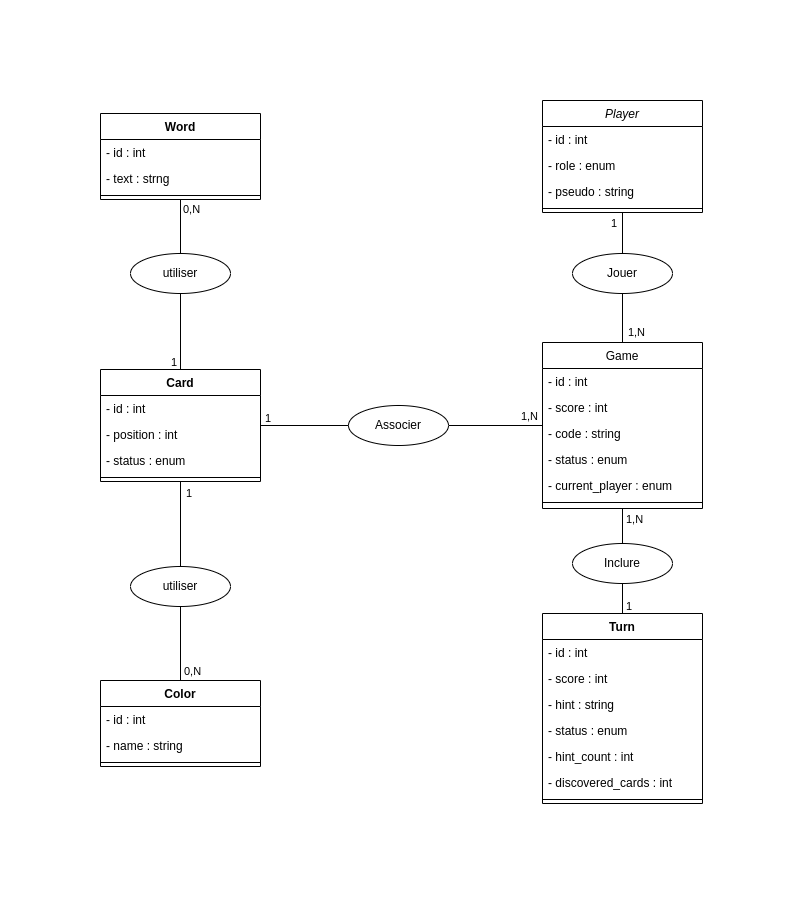 Word
- id : int
- text : strng
0,N
utiliser
1
Card
- id : int
- position : int
- status : enum
1
utiliser
0,N
Color
- id : int
- name : string
1
Associer
1,N
Player
- id : int
- role : enum
- pseudo : string
1
Jouer
1,N
Game
- id : int
- score : int
- code : string
- status : enum
- current_player : enum
1,N
Inclure
1
Turn
- id : int
- score : int
- hint : string
- status : enum
- hint_count : int
- discovered_cards : int